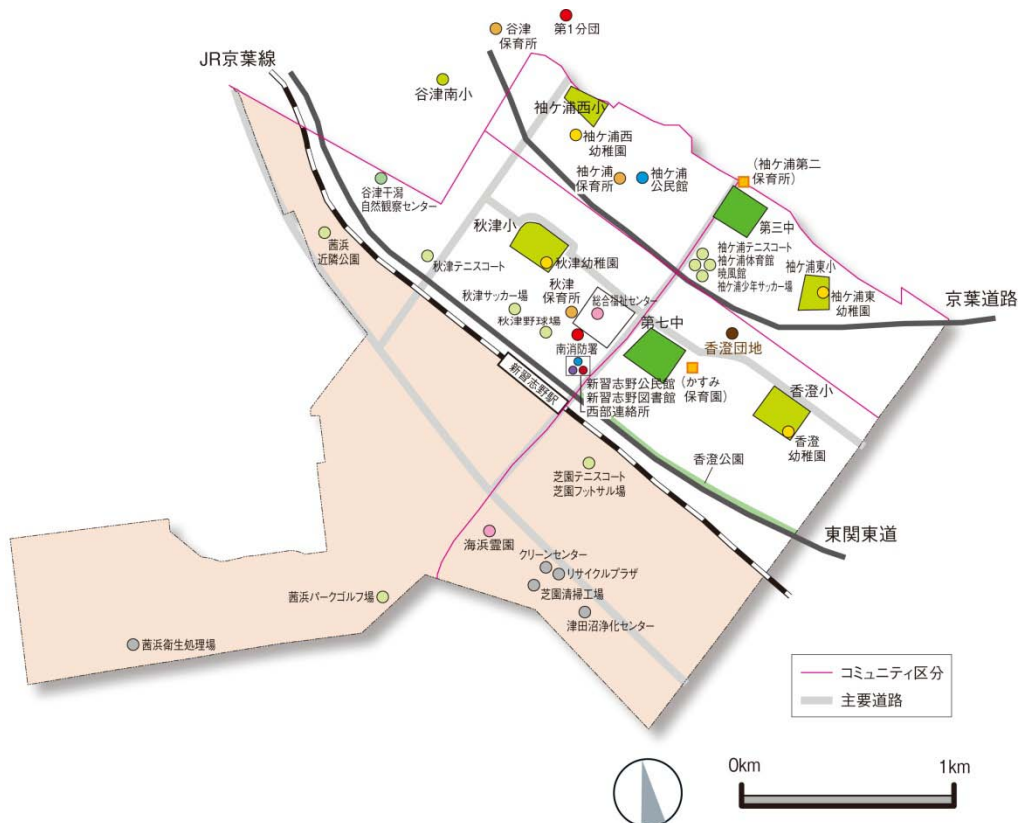 谷津
保育所
第1分団
JR京葉線
谷津南小
袖ケ浦西小
袖ケ浦西
幼稚園
袖ケ浦
保育所
袖ケ浦
公民館
(袖ケ浦第二
保育所)
第三中
谷津干潟
自然観察センター
秋津小
秋津幼稚園
茜浜
近隣公園
秋津テニスコート
袖ケ浦テニスコート
袖ケ浦体育館
暁風館
袖ケ浦少年サッカー場
袖ケ浦東小
袖ケ浦東
幼稚園
京葉道路
秋津サッカー場
秋津
保育所
総合福祉センター
秋津野球場
南消防署
第七中
香澄団地
新習志野駅
新習志野公民館
新習志野図書館
西部連絡所
(かすみ
保育園)
香澄小
香澄
幼稚園
香澄公園
芝園テニスコート
芝園フットサル場
東関東道
海浜霊園
クリーンセンター
リサイクルプラザ
芝園清掃工場
茜浜パークゴルフ場
津田沼浄化センター
茜浜衛生処理場
コミュニティ区分
主要道路
0km
1km